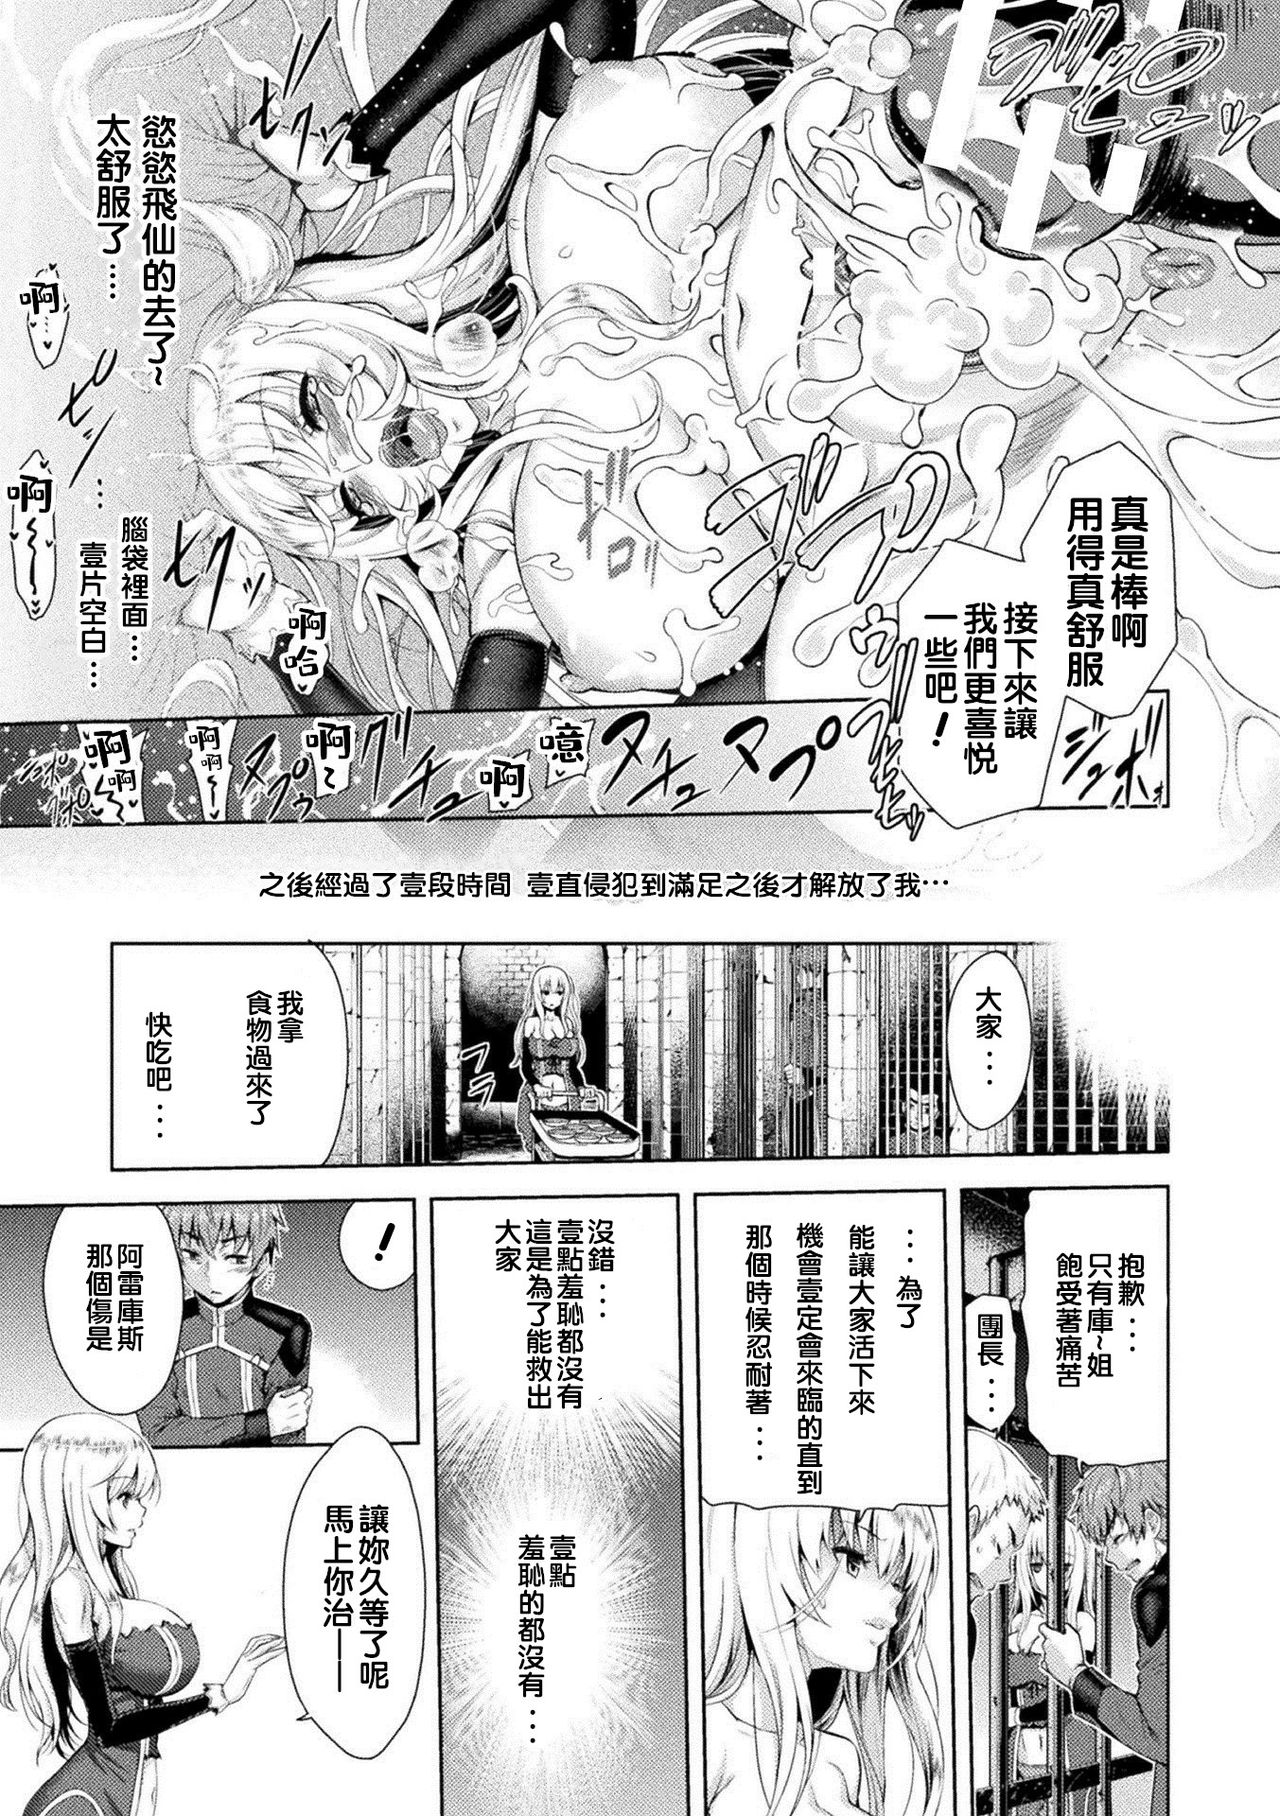 真是棒啊
用得真舒服
接下來讓
我們更喜悅
一些吧！
慾慾飛仙的去了~
太舒服了‥‥
啊‥‥
啊~~
‥‥
腦袋裡面‥‥
壹片空白‥‥
啊哈
噫
啊
啊~
啊啊~
啊啊~
之後經過了壹段時間 壹直侵犯到滿足之後才解放了我…
大家‥‥
フラ
我拿
食物過來了
快吃吧‥‥
抱歉‥‥
只有庫~姐
飽受著痛苦
團長‥‥
‥‥為了
能讓大家活下來
機會壹定會來臨的直到
那個時候忍耐著‥‥
沒錯‥‥
壹點羞恥都沒有
這是為了能救出
大家
壹點
羞恥的都沒有‥‥
！
阿雷庫斯
那個傷是
讓妳久等了呢
馬上你治——